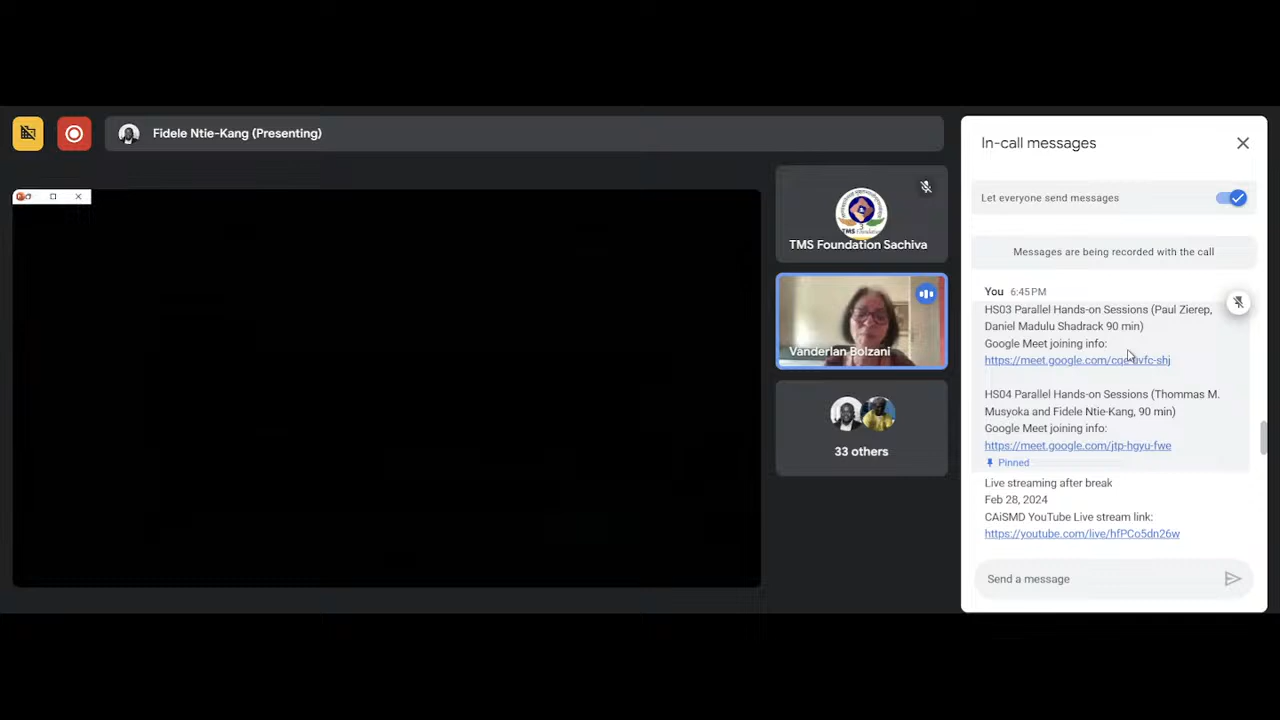 Fidele Ntie-Kang (Presenting)
TMS Foundation Sachiva
Vanderlan Bolzani
33 others
In-call messages
Let everyone send messages
Messages are being recorded with the call
You 6:45 PM
HS03 Parallel Hands-on Sessions (Paul Zierep,
Daniel Madulu Shadrack 90 min)
Google Meet joining info:
HS04 Parallel Hands-on Sessions (Thommas M.
Musyoka and Fidele Ntie-Kang, 90 min)
Google Meet joining info:
https://meet.google.com/jtp-hgyu-fwe
Pinned
Live streaming after break
Feb 28, 2024
CAiSMD YouTube Live stream link:
https://youtube.com/live/hfPCo5dn26w
Send a message